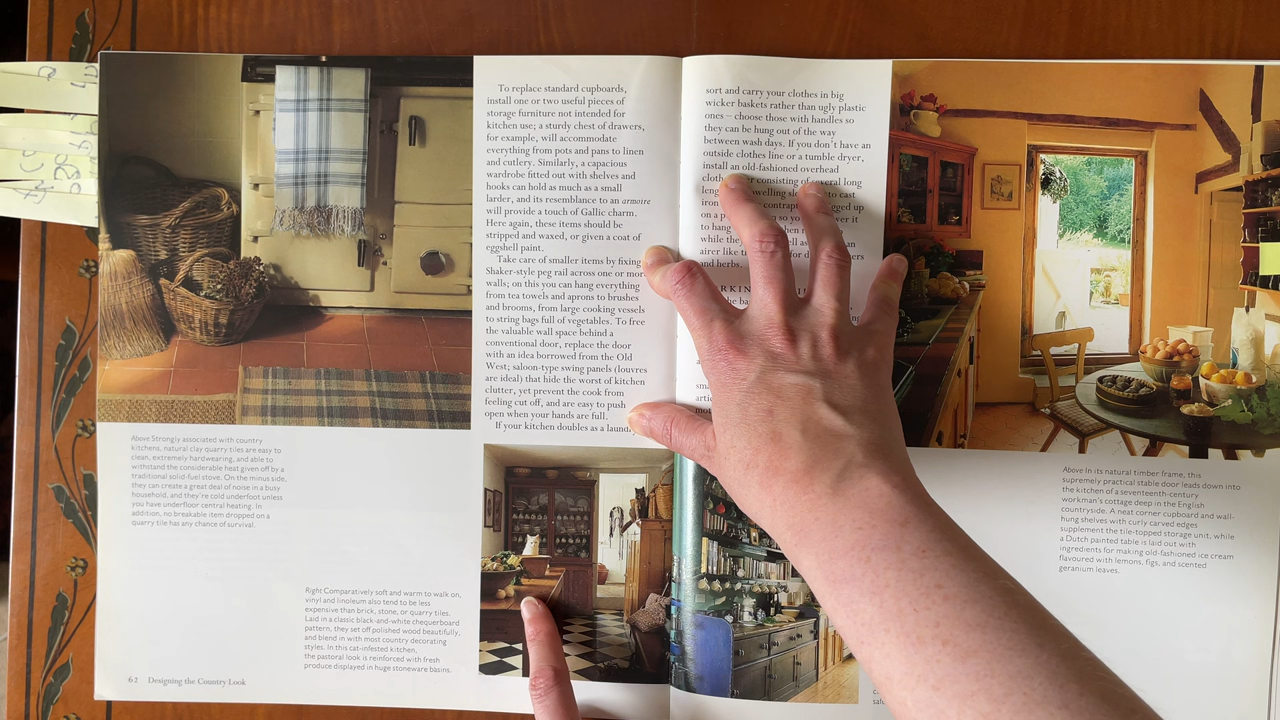 To replace standard cupboards,
install one or two useful pieces of
storage furniture not intended for
kitchen use; a sturdy chest of drawers,
for example, will accommodate
everything from pots and pans to linen
and cutlery. Similarly, a capacious
wardrobe fitted out with shelves and
hooks can hold as much as a small
larder, and its resemblance to an armoire
will provide a touch of Gallic charm.
Here again, these items should be
stripped and waxed, or given a coat of
eggshell paint.
Take care of smaller items by fixing
Shaker-style peg rail across one or more
walls; on this you can hang everything
from tea towels and aprons to brushes
and brooms, from large cooking vessels
to string bags full of vegetables. To free
the valuable wall space behind a
conventional door, replace the door
with an idea borrowed from the Old
West; saloon-type swing panels (louvres
are ideal) that hide the worst of kitchen
clutter, yet prevent the cook from
feeling cut off, and are easy to push
open when your hands are full.
If your kitchen doubles as a laundry
Above Strongly associated with country
kitchens, natural clay quarry tiles are easy to
clean, extremely hardwearing, and able to
withstand the considerable heat given off by a
traditional solid-fuel stove. On the minus side,
they can create a great deal of noise in a busy
household, and they're cold underfoot unless
you have underfloor central heating. In
addition, no breakable item dropped on a
quarry tile has any chance of survival.
Right Comparatively soft and warm to walk on,
vinyl and linoleum also tend to be less
expensive than brick, stone, or quarry tiles.
Laid in a classic black-and-white chequerboard
pattern, they set off polished wood beautifully,
and blend in with most country decorating
styles. In this cat-infested kitchen,
the pastoral look is reinforced with fresh
produce displayed in huge stoneware basins.
62 Designing the Country Look
sort and carry your clothes in big
wicker baskets rather than ugly plastic
ones – choose those with handles so
they can be hung out of the way
between wash days. If you don't have an
outside clothes line or a tumble dryer,
install an old-fashioned overhead
consisting of several long
to cast
iron
on a so you over it
to hang
while they as an
airer like
and herbs.
the
Above In its natural timber frame, this
supremely practical stable door leads down into
the kitchen of a seventeenth-century
workman's cottage deep in the English
countryside. A neat corner cupboard and wall-
hung shelves with curly carved edges
supplement the tile-topped storage unit, while
a Dutch painted table is laid out with
ingredients for making old-fashioned ice cream
flavoured with lemons, figs, and scented
geranium leaves.